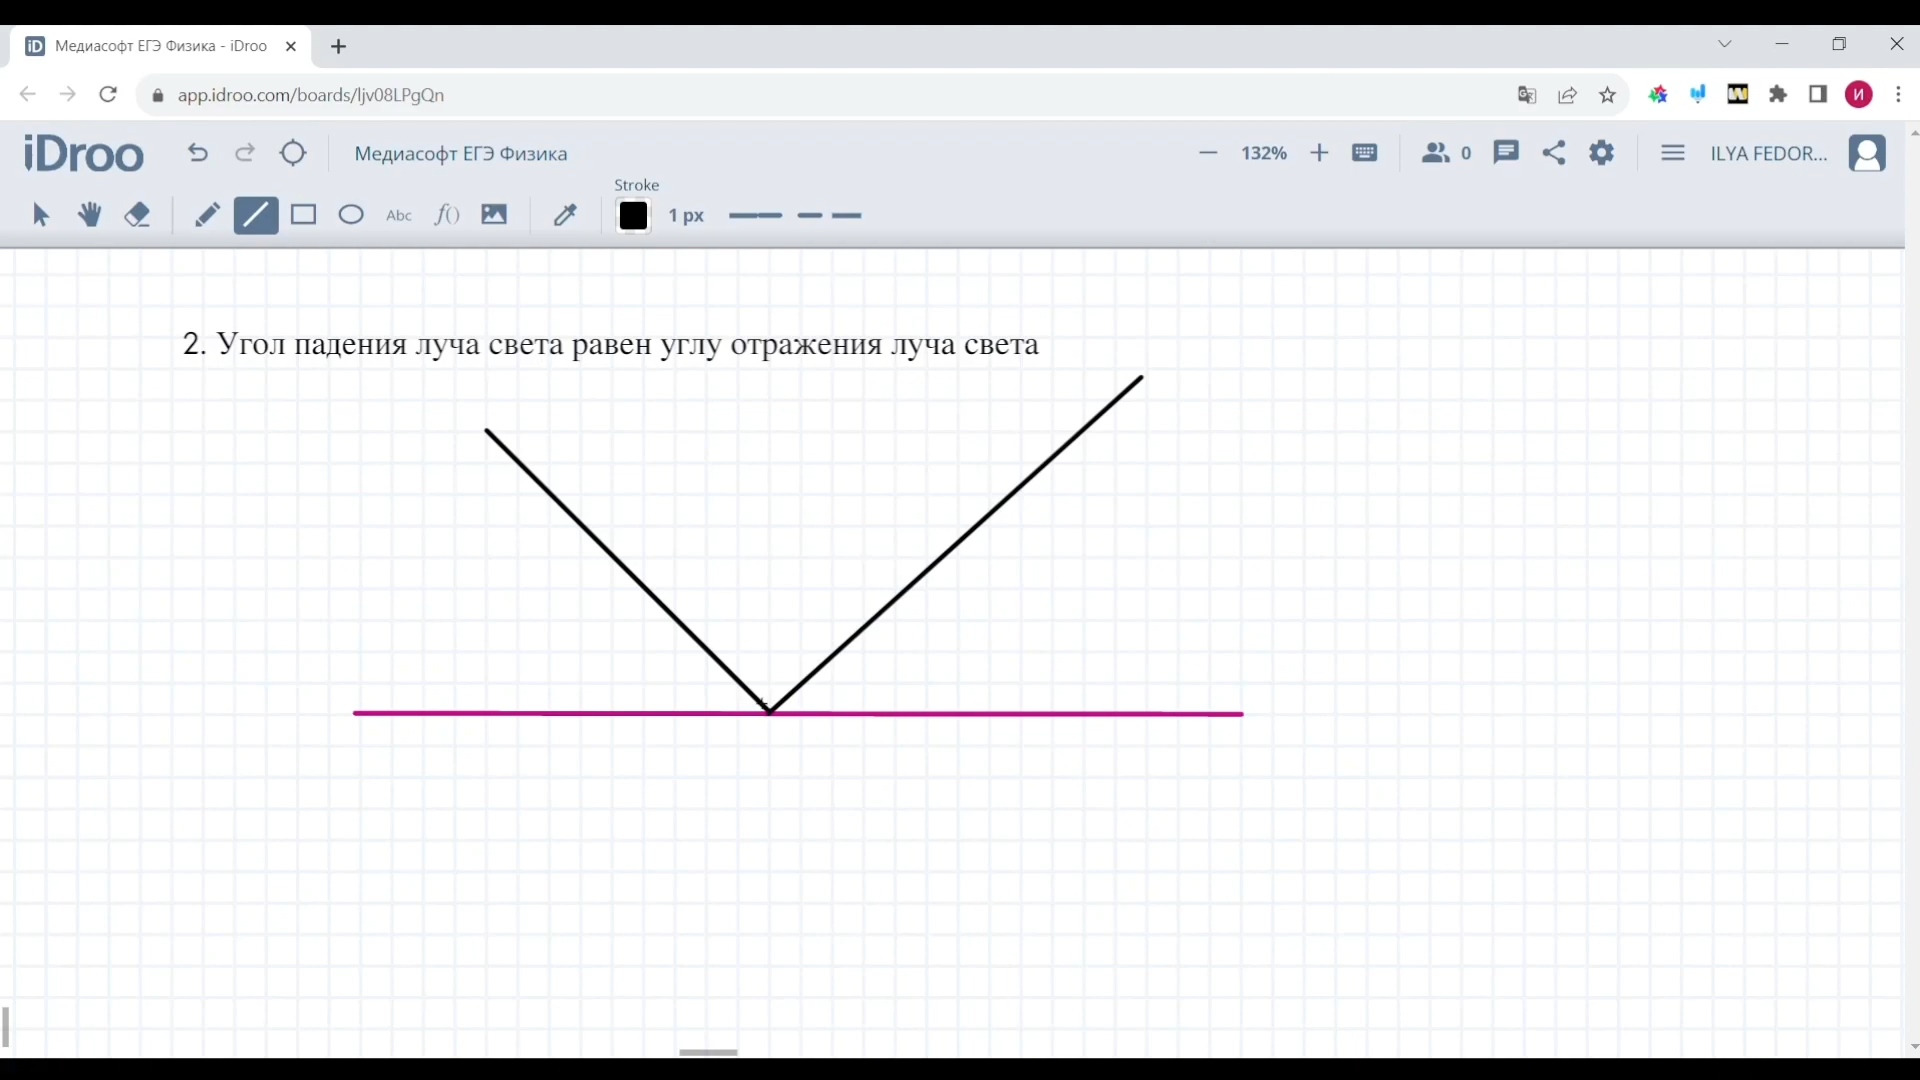 Медиасофт ЕГЭ Физика - iDroo
app.idroo.com/boards/ljv08LPgQn
И
iDroo
Медиасофт ЕГЭ Физика
132%
0
ILYA FEDOR...
Stroke
Abc
f()
1 px
2. Угол падения луча света равен углу отражения луча света